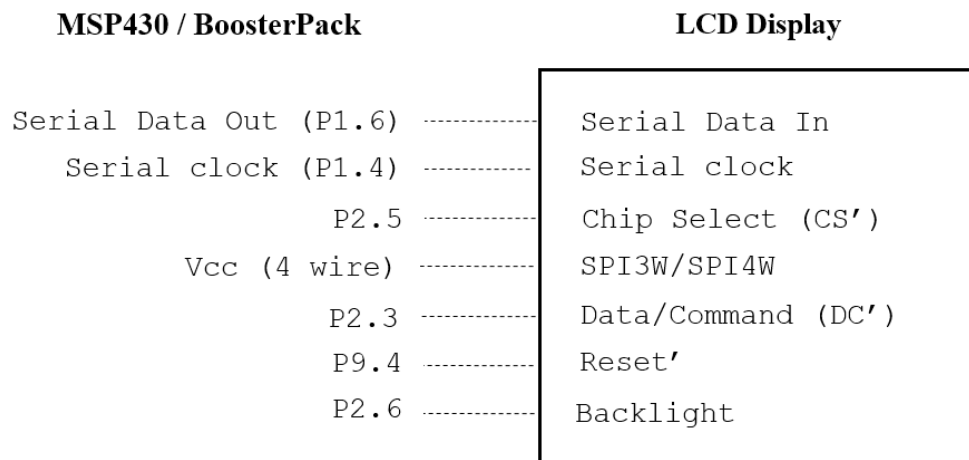 MSP430 / BoosterPack LCD Display
Serial Data Out (P1.6) Serial Data In
Serial clock (P1.4) Serial clock
P2.5 Chip Select (CS′)
Vcc (4 wire) SPI3W/SPI4W
P2.3 Data/Command (DC′)
P9.4 Reset′
P2.6 Backlight